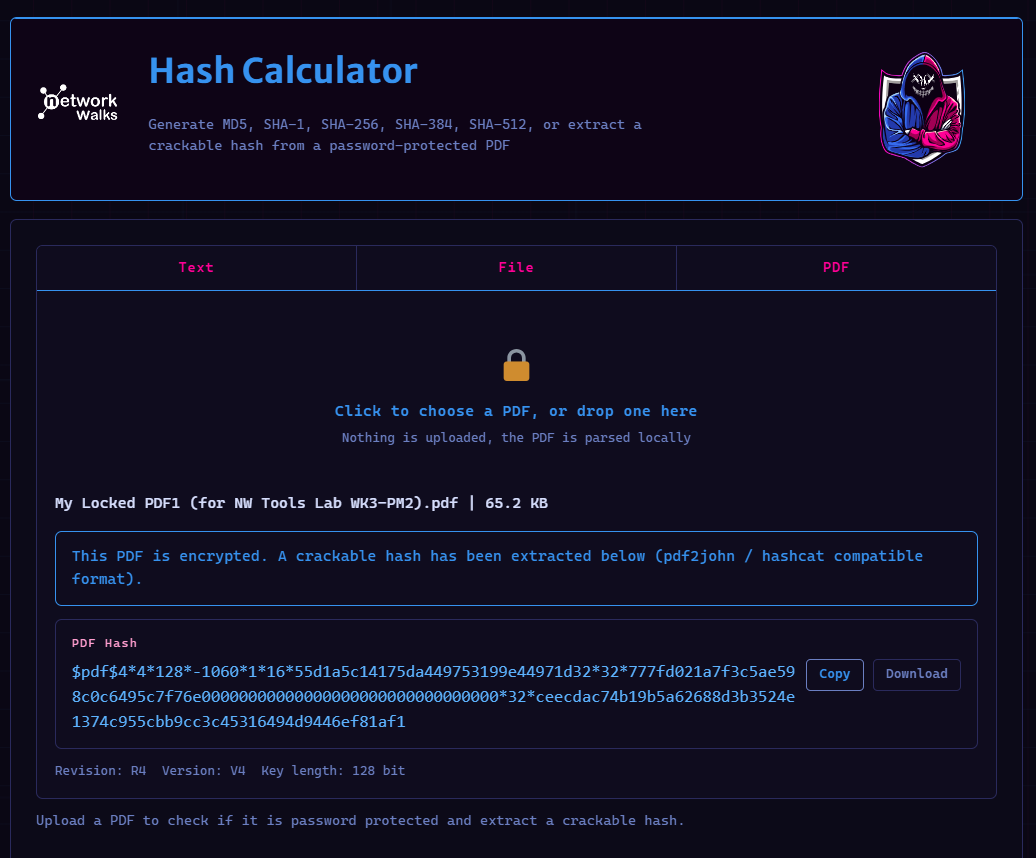 network
Walks
Hash Calculator
Generate MD5, SHA-1, SHA-256, SHA-384, SHA-512, or extract a
crackable hash from a password-protected PDF
Text
File
PDF
Click to choose a PDF, or drop one here
Nothing is uploaded, the PDF is parsed locally
My Locked PDF1 (for NW Tools Lab WK3-PM2).pdf | 65.2 KB
This PDF is encrypted. A crackable hash has been extracted below (pdf2john / hashcat compatible
format).
PDF Hash
$pdf$4*4*128*-1060*1*16*55d1a5c14175da449753199e44971d32*32*777fd021a7f3c5ae59
8c0c6495c7f76e00000000000000000000000000000000*32*ceecdac74b19b5a62688d3b3524e
1374c955cbb9cc3c45316494d9446ef81af1
Copy
Download
Revision: R4 Version: V4 Key length: 128 bit
Upload a PDF to check if it is password protected and extract a crackable hash.